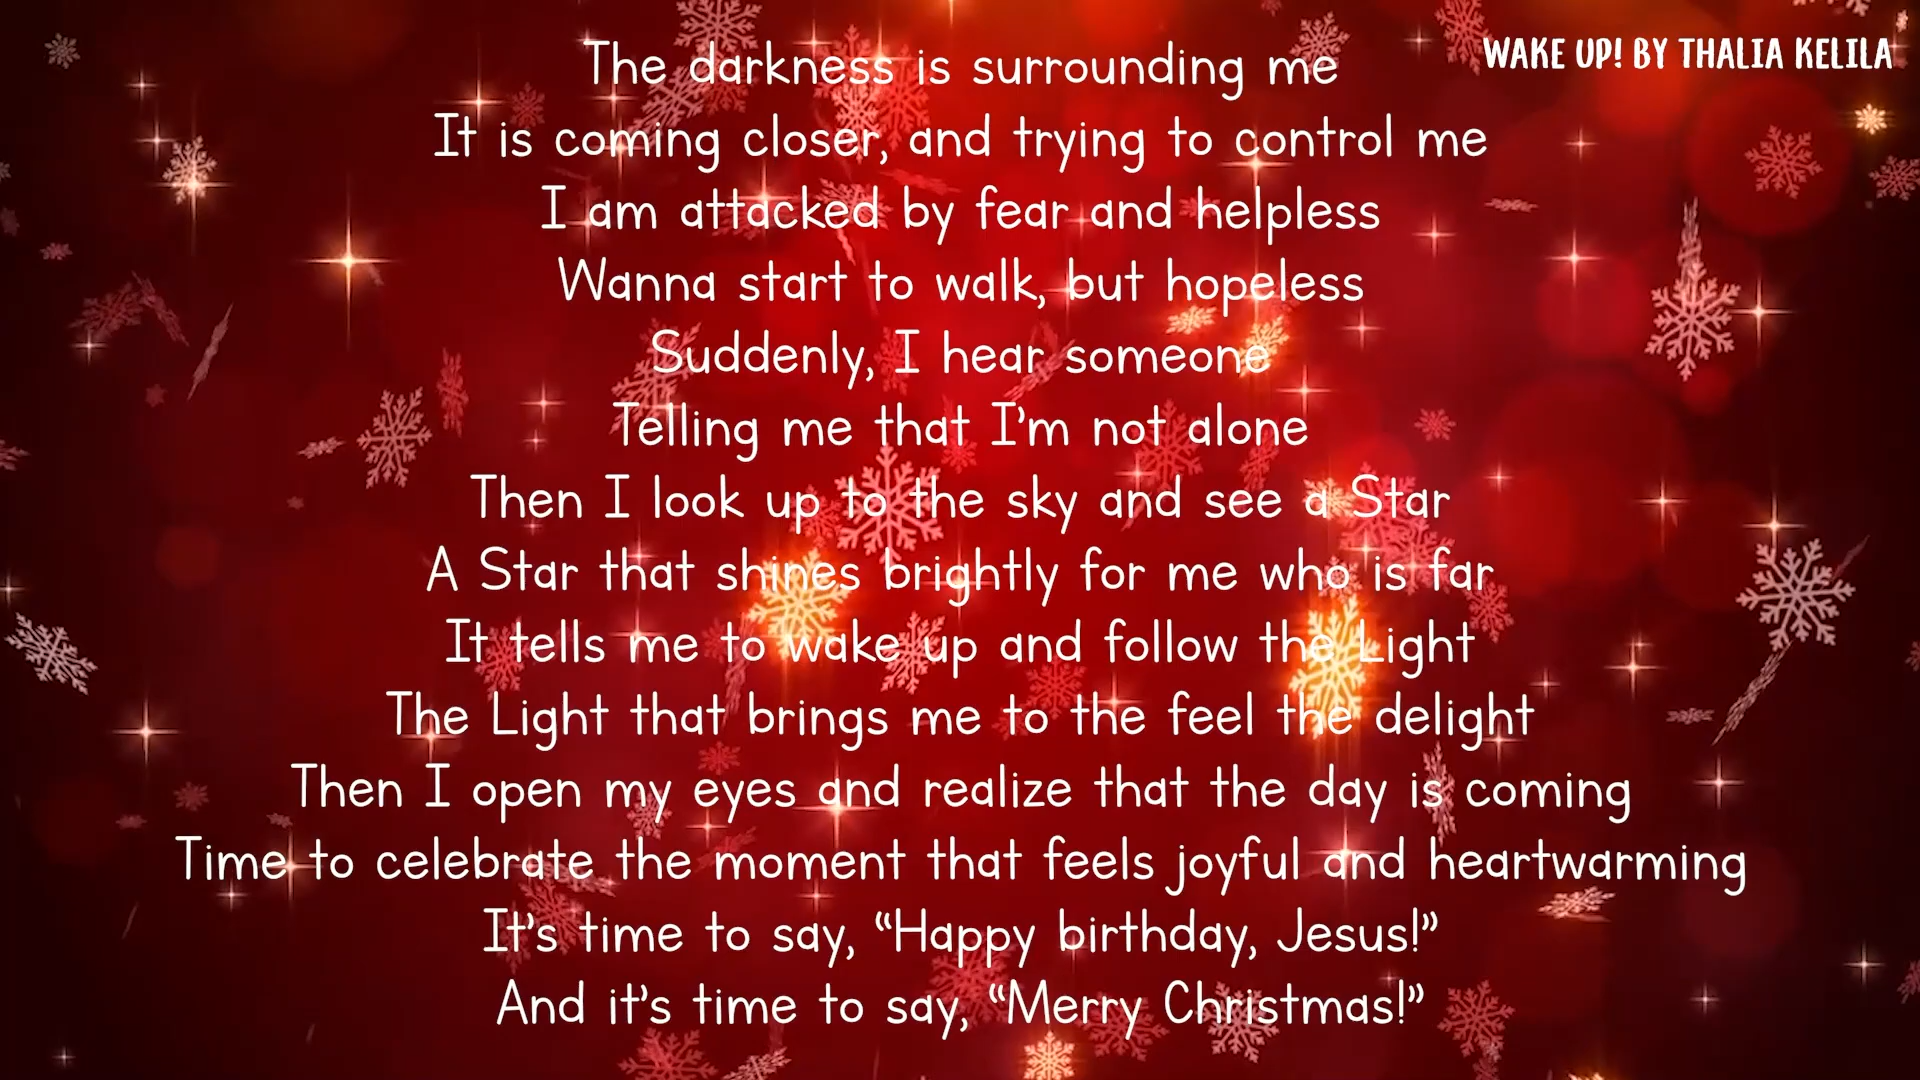 WAKE UP! BY THALIA KELILA
The darkness is surrounding me
It is coming closer, and trying to control me
I am attacked by fear and helpless
Wanna start to walk, but hopeless
Suddenly, I hear someone
Telling me that I'm not alone
Then I look up to the sky and see a Star
A Star that shines brightly for me who is far
It tells me to wake up and follow the Light
The Light that brings me to the feel the delight
Then I open my eyes and realize that the day is coming
Time to celebrate the moment that feels joyful and heartwarming
It's time to say, “Happy birthday, Jesus!”
And it's time to say, “Merry Christmas!”